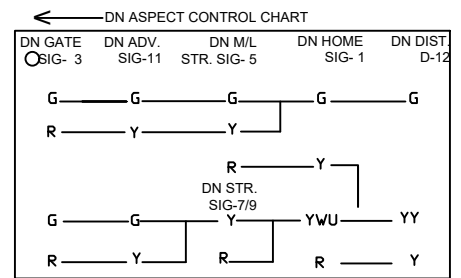 DN ASPECT CONTROL CHART
DN GATE DN ADV. DN M/L DN HOME DN DIST.
SIG- 3 SIG-11 STR. SIG- 5 SIG- 1 D-12
G G G G G
R Y Y
R Y
DN STR.
SIG-7/9
G G Y YWU YY
R Y R R Y